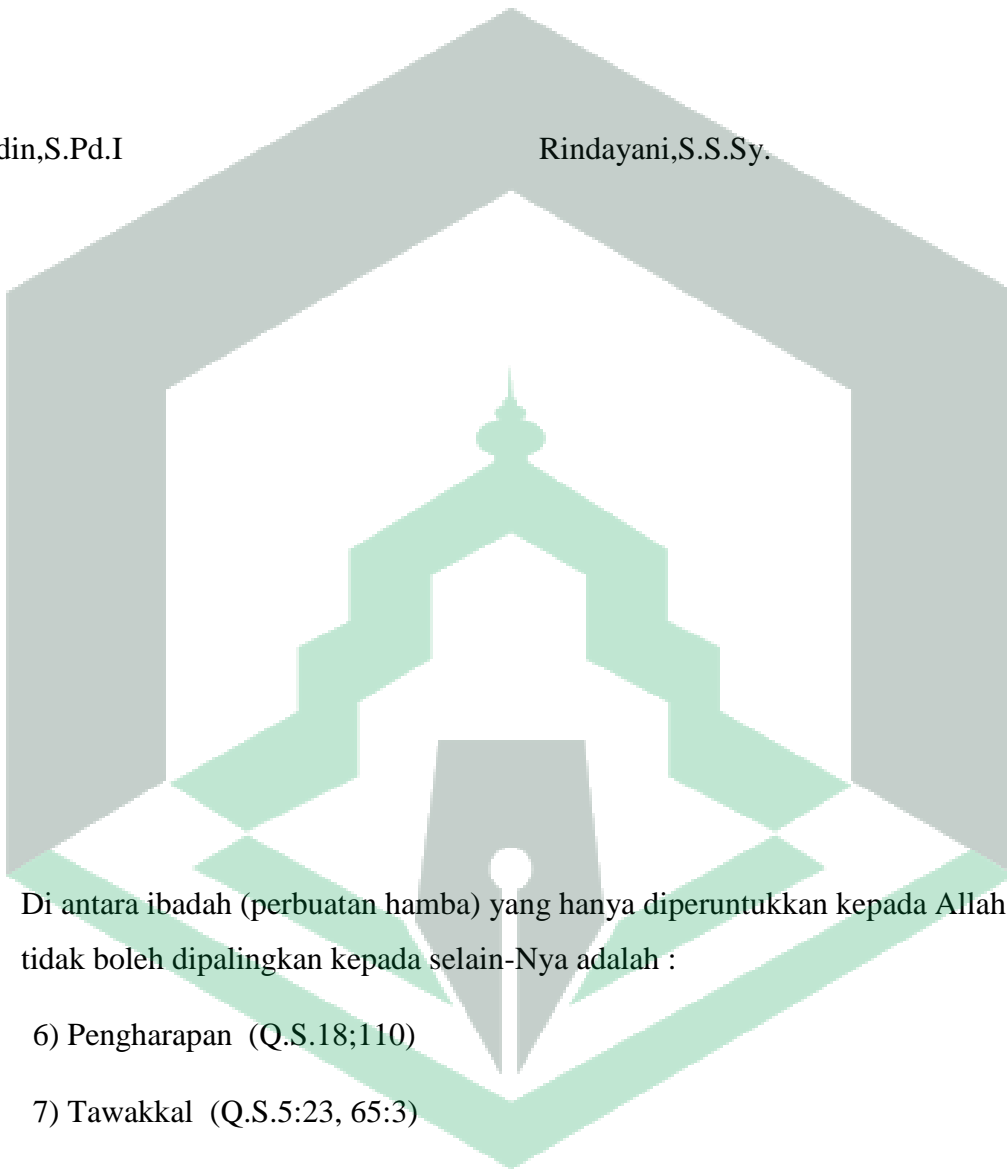 din,S.Pd.I Rindayani,S.S.Sy.
Di antara ibadah (perbuatan hamba) yang hanya diperuntukkan kepada Allah
tidak boleh dipalingkan kepada selain-Nya adalah :
6) Pengharapan (Q.S.18;110)
7) Tawakkal (Q.S.5:23, 65:3)